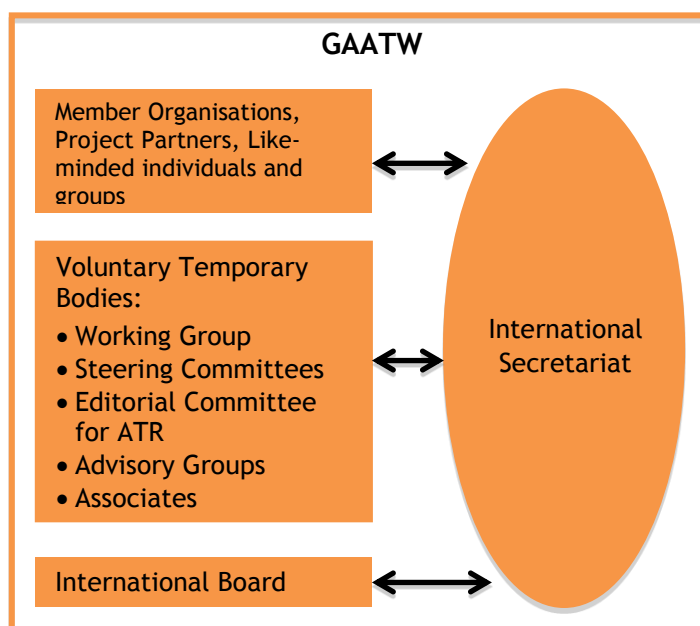 GAATW
Member Organisations,
Project Partners, Like-
minded individuals and
groups
Voluntary Temporary
Bodies:
• Working Group
• Steering Committees
• Editorial Committee
for ATR
• Advisory Groups
• Associates
International Board
International
Secretariat